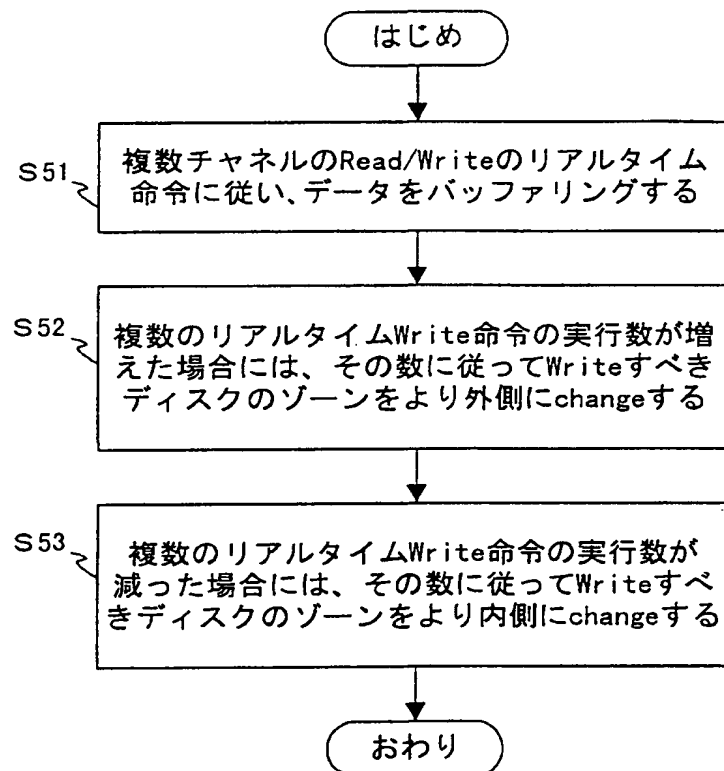 はじめ
S51
複数チャネルのRead/Writeのリアルタイム
命令に従い、データをバッファリングする
S52
複数のリアルタイムWrite命令の実行数が増
えた場合には、その数に従ってWriteすべき
ディスクのゾーンをより外側にchangeする
S53
複数のリアルタイムWrite命令の実行数が
減った場合には、その数に従ってWriteすべ
きディスクのゾーンをより内側にchangeする
おわり